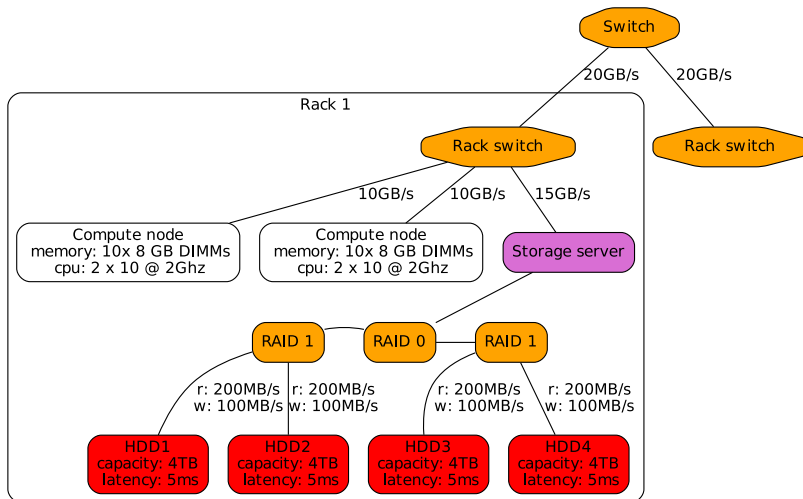 Switch
20GB/s
20GB/s
Rack 1
Rack switch
Rack switch
10GB/s
10GB/s
15GB/s
Compute node
memory: 10x 8 GB DIMMs
cpu: 2 x 10 @ 2Ghz
Compute node
memory: 10x 8 GB DIMMs
cpu: 2 x 10 @ 2Ghz
Storage server
RAID 1
RAID 0
RAID 1
r: 200MB/s
w: 100MB/s
r: 200MB/s
w: 100MB/s
r: 200MB/s
w: 100MB/s
r: 200MB/s
w: 100MB/s
HDD1
capacity: 4TB
latency: 5ms
HDD2
capacity: 4TB
latency: 5ms
HDD3
capacity: 4TB
latency: 5ms
HDD4
capacity: 4TB
latency: 5ms